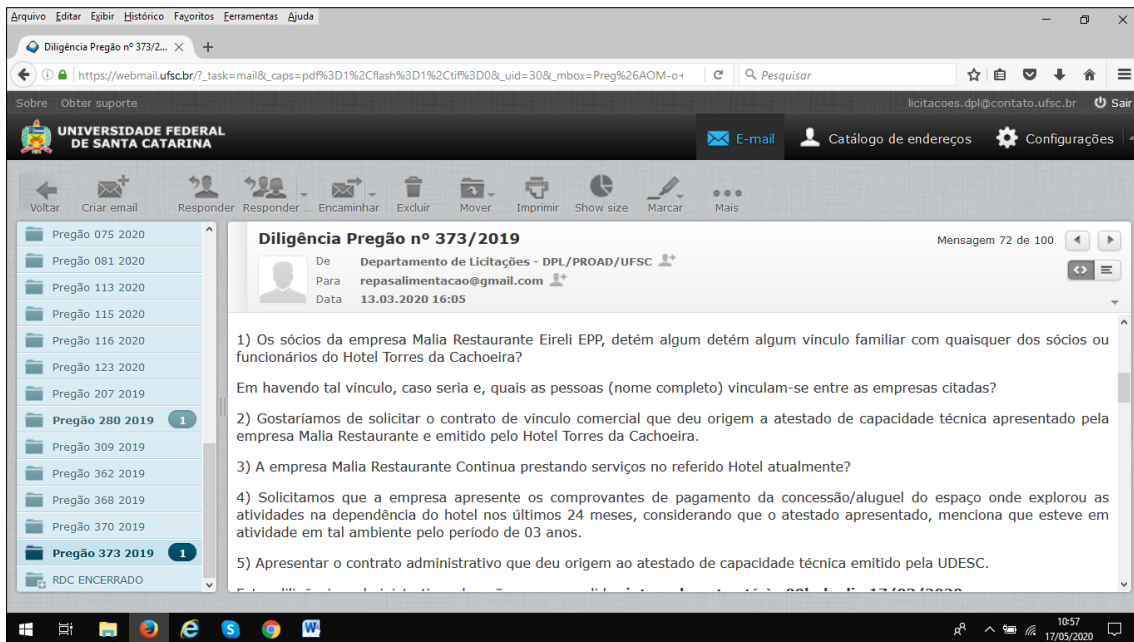 Arquivo Editar Exibir Histórico Favoritos Ferramentas Ajuda
Diligência Pregão nº 373/2...
https://webmail.ufsc.br/?_task=mail&_caps=pdf%3D1%2Cflash%3D1%2Ctif%3D0&_uid=30&_mbox=Preg%26AOM-o+
Pesquisar
Sobre Obter suporte
licitacoes.dpl@contato.ufsc.br Sair
UNIVERSIDADE FEDERAL
DE SANTA CATARINA
E-mail Catálogo de endereços Configurações
Voltar Criar email Responder Responder ... Encaminhar Excluir Mover Imprimir Show size Marcar Mais
Pregão 075 2020
Pregão 081 2020
Pregão 113 2020
Pregão 115 2020
Pregão 116 2020
Pregão 123 2020
Pregão 207 2019
Pregão 280 2019 1
Pregão 309 2019
Pregão 362 2019
Pregão 368 2019
Pregão 370 2019
Pregão 373 2019 1
RDC ENCERRADO
Diligência Pregão nº 373/2019
Mensagem 72 de 100
De Departamento de Licitações - DPL/PROAD/UFSC
Para repasalimentacao@gmail.com
Data 13.03.2020 16:05
1) Os sócios da empresa Malia Restaurante Eireli EPP, detém algum detém algum vínculo familiar com quaisquer dos sócios ou
funcionários do Hotel Torres da Cachoeira?
Em havendo tal vínculo, caso seria e, quais as pessoas (nome completo) vinculam-se entre as empresas citadas?
2) Gostaríamos de solicitar o contrato de vínculo comercial que deu origem a atestado de capacidade técnica apresentado pela
empresa Malia Restaurante e emitido pelo Hotel Torres da Cachoeira.
3) A empresa Malia Restaurante Continua prestando serviços no referido Hotel atualmente?
4) Solicitamos que a empresa apresente os comprovantes de pagamento da concessão/aluguel do espaço onde explorou as
atividades na dependência do hotel nos últimos 24 meses, considerando que o atestado apresentado, menciona que esteve em
atividade em tal ambiente pelo período de 03 anos.
5) Apresentar o contrato administrativo que deu origem ao atestado de capacidade técnica emitido pela UDESC.
10:57
17/05/2020